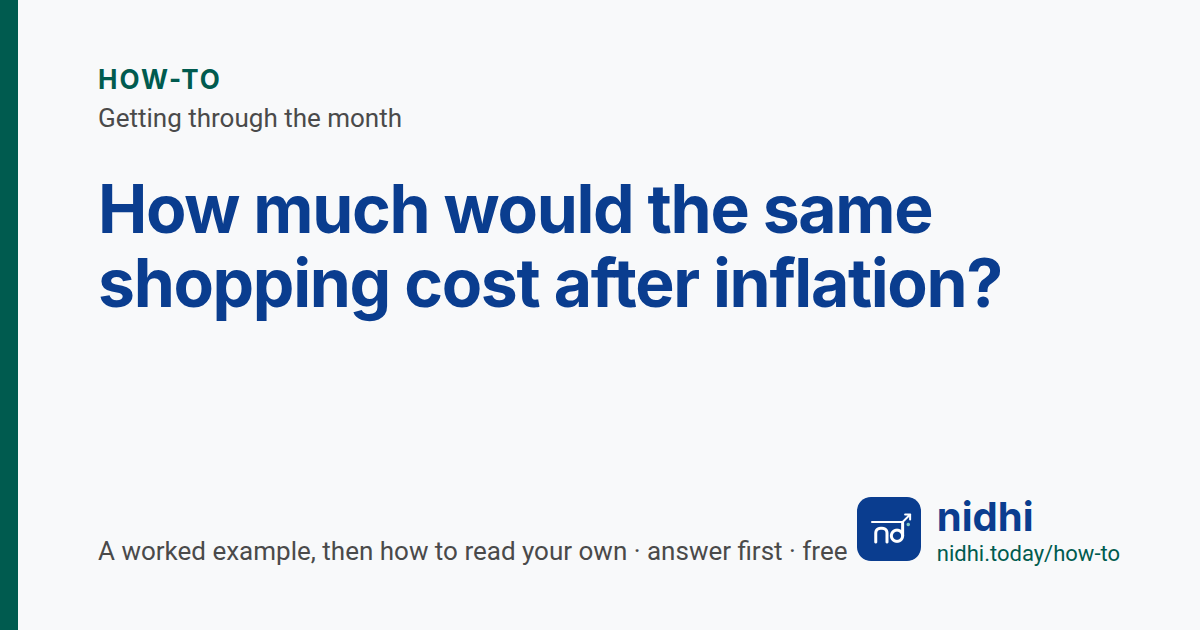 HOW-TO
Getting through the month
How much would the same
shopping cost after inflation?
A worked example, then how to read your own · answer first · free
nd
nidhi
nidhi.today/how-to